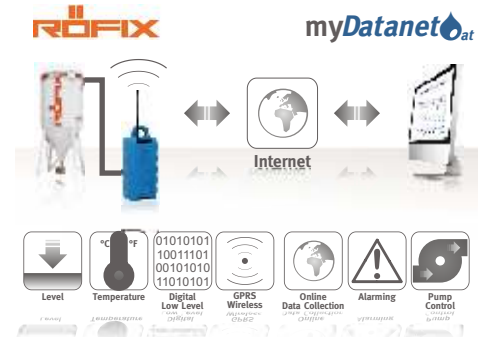 RÖFIX
myDatanet.at
RÖFIX
Internet
°C °F
01010101
10011101
00101010
11010101
Level
Temperature
Digital
Low Level
GPRS
Wireless
Online
Data Collection
Alarming
Pump
Control